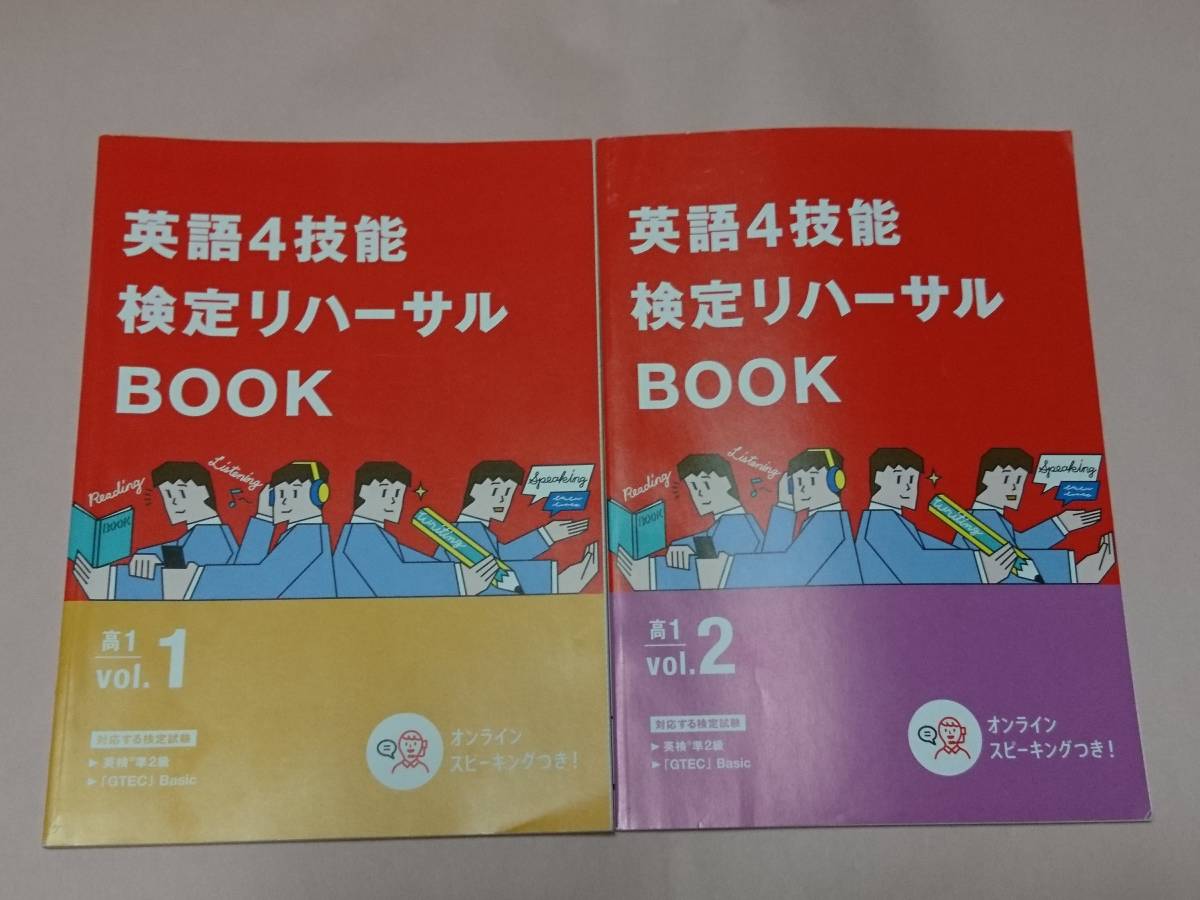 英語4技能
検定リハーサル
BOOK
Reading
BOOK
Listening
Writing
Speaking
高1
vol. 1
対応する検定試験
▶ 英検®準2級
▶「GTEC」Basic
オンライン
スピーキングつき!
英語4技能
検定リハーサル
BOOK
Reading
BOOK
Listening
Writing
Speaking
高1
vol. 2
対応する検定試験
▶ 英検®準2級
▶「GTEC」Basic
オンライン
スピーキングつき!